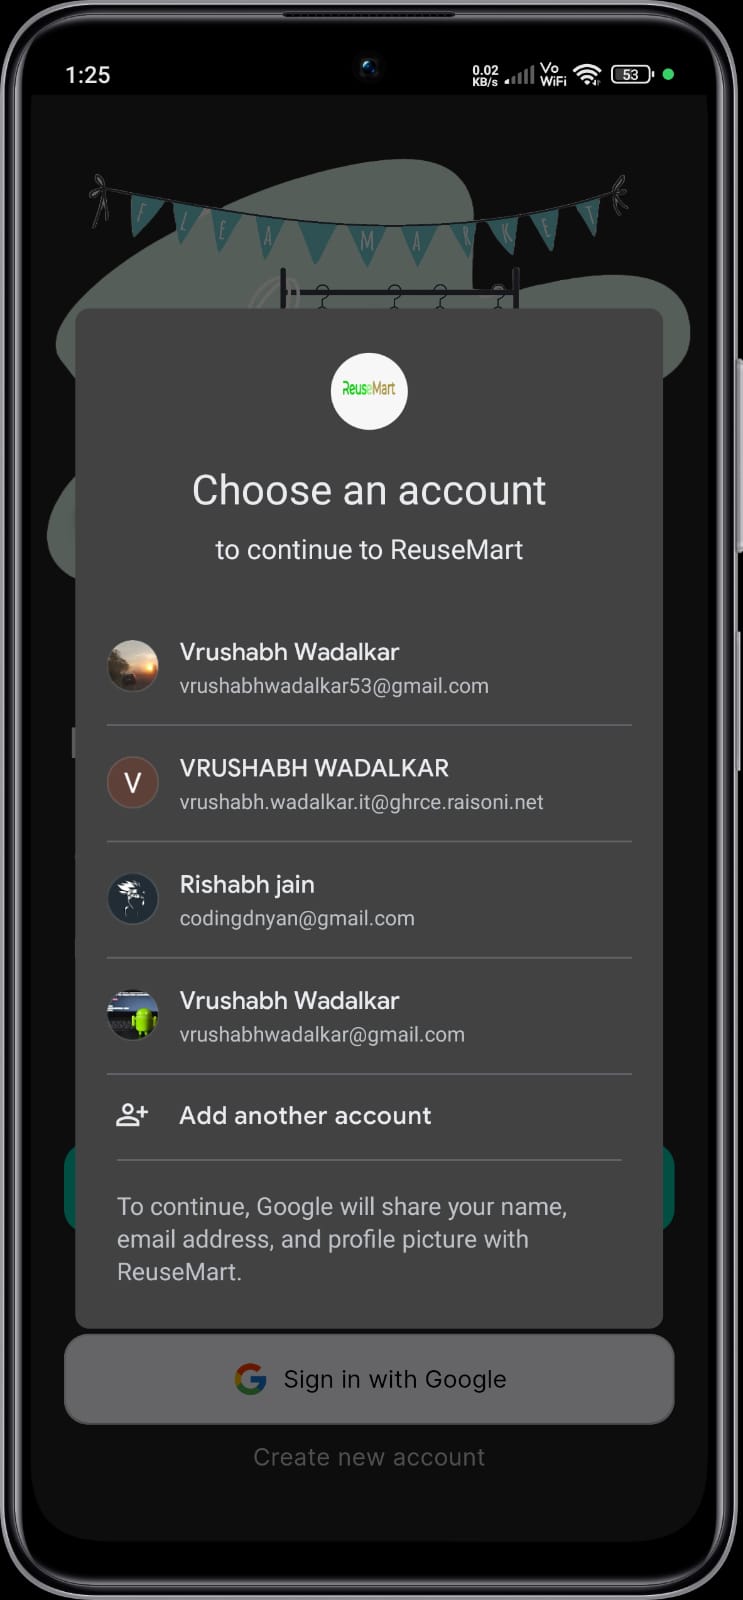 1:25
0.02
KB/s
Vo
WiFi
53
FLEA MARKET
ReuseMart
Choose an account
to continue to ReuseMart
Vrushabh Wadalkar
vrushabhwadalkar53@gmail.com
V
VRUSHABH WADALKAR
vrushabh.wadalkar.it@ghrce.raisoni.net
Rishabh jain
codingdnyan@gmail.com
Vrushabh Wadalkar
vrushabhwadalkar@gmail.com
Add another account
To continue, Google will share your name,
email address, and profile picture with
ReuseMart.
Sign in with Google
Create new account